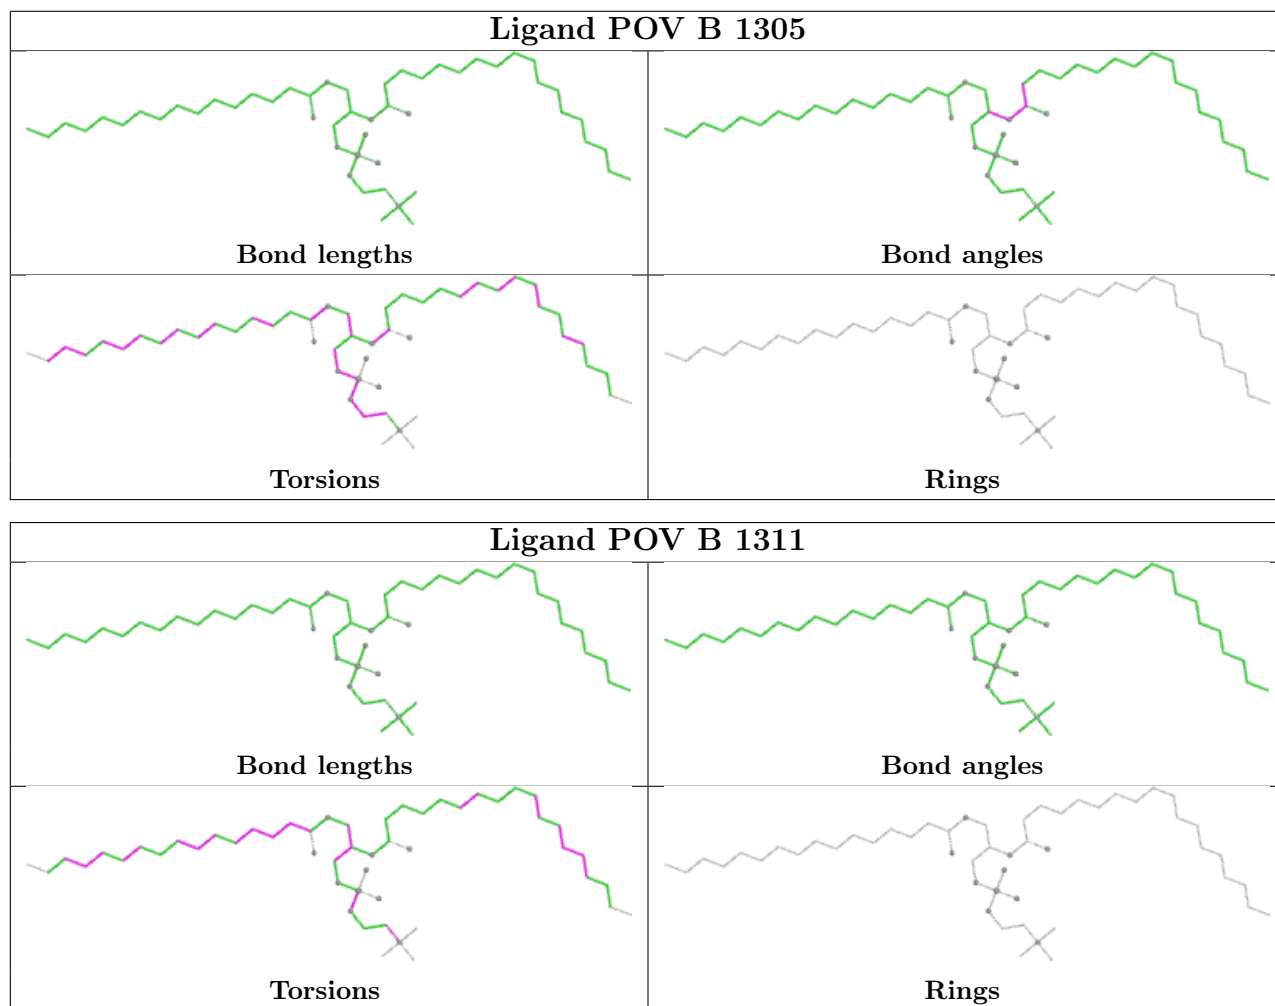 Ligand POV B 1305
Bond lengths
Bond angles
Torsions
Rings
Ligand POV B 1311
Bond lengths
Bond angles
Torsions
Rings